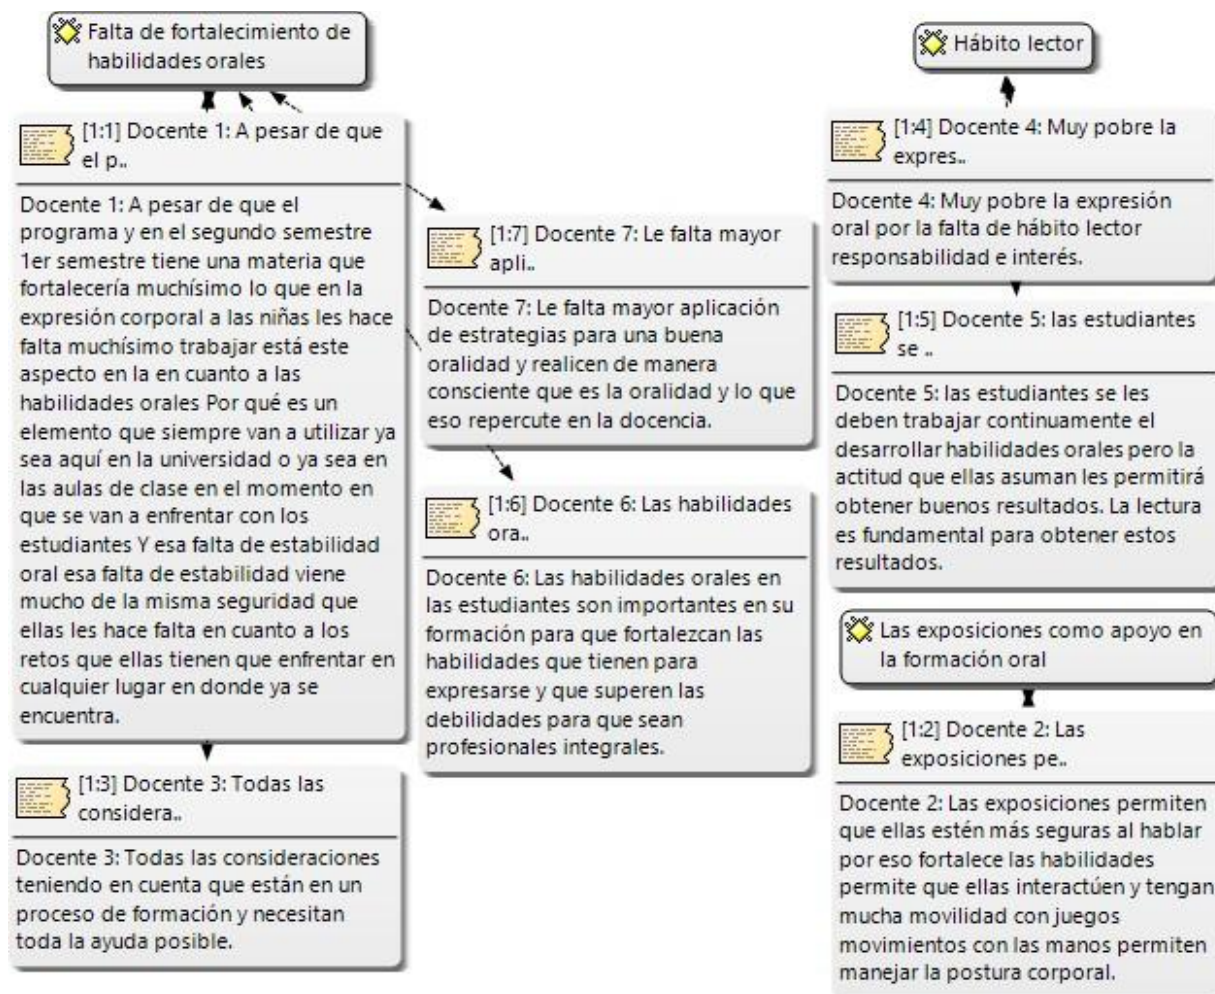 Falta de fortalecimiento de
habilidades orales
[1:1] Docente 1: A pesar de que
el p..
Docente 1: A pesar de que el
programa y en el segundo semestre
1er semestre tiene una materia que
fortalecería muchísimo lo que en la
expresión corporal a las niñas les hace
falta muchísimo trabajar está este
aspecto en la en cuanto a las
habilidades orales Por qué es un
elemento que siempre van a utilizar ya
sea aquí en la universidad o ya sea en
las aulas de clase en el momento en
que se van a enfrentar con los
estudiantes Y esa falta de estabilidad
oral esa falta de estabilidad viene
mucho de la misma seguridad que
ellas les hace falta en cuanto a los
retos que ellas tienen que enfrentar en
cualquier lugar en donde ya se
encuentra.
[1:3] Docente 3: Todas las
considera..
Docente 3: Todas las consideraciones
teniendo en cuenta que están en un
proceso de formación y necesitan
toda la ayuda posible.
[1:7] Docente 7: Le falta mayor
apli..
Docente 7: Le falta mayor aplicación
de estrategias para una buena
oralidad y realicen de manera
consciente que es la oralidad y lo que
eso repercute en la docencia.
[1:6] Docente 6: Las habilidades
ora..
Docente 6: Las habilidades orales en
las estudiantes son importantes en su
formación para que fortalezcan las
habilidades que tienen para
expresarse y que superen las
debilidades para que sean
profesionales integrales.
Hábito lector
[1:4] Docente 4: Muy pobre la
expres..
Docente 4: Muy pobre la expresión
oral por la falta de hábito lector
responsabilidad e interés.
[1:5] Docente 5: las estudiantes
se ..
Docente 5: las estudiantes se les
deben trabajar continuamente el
desarrollar habilidades orales pero la
actitud que ellas asuman les permitirá
obtener buenos resultados. La lectura
es fundamental para obtener estos
resultados.
Las exposiciones como apoyo en
la formación oral
[1:2] Docente 2: Las
exposiciones pe..
Docente 2: Las exposiciones permiten
que ellas estén más seguras al hablar
por eso fortalece las habilidades
permite que ellas interactúen y tengan
mucha movilidad con juegos
movimientos con las manos permiten
manejar la postura corporal.